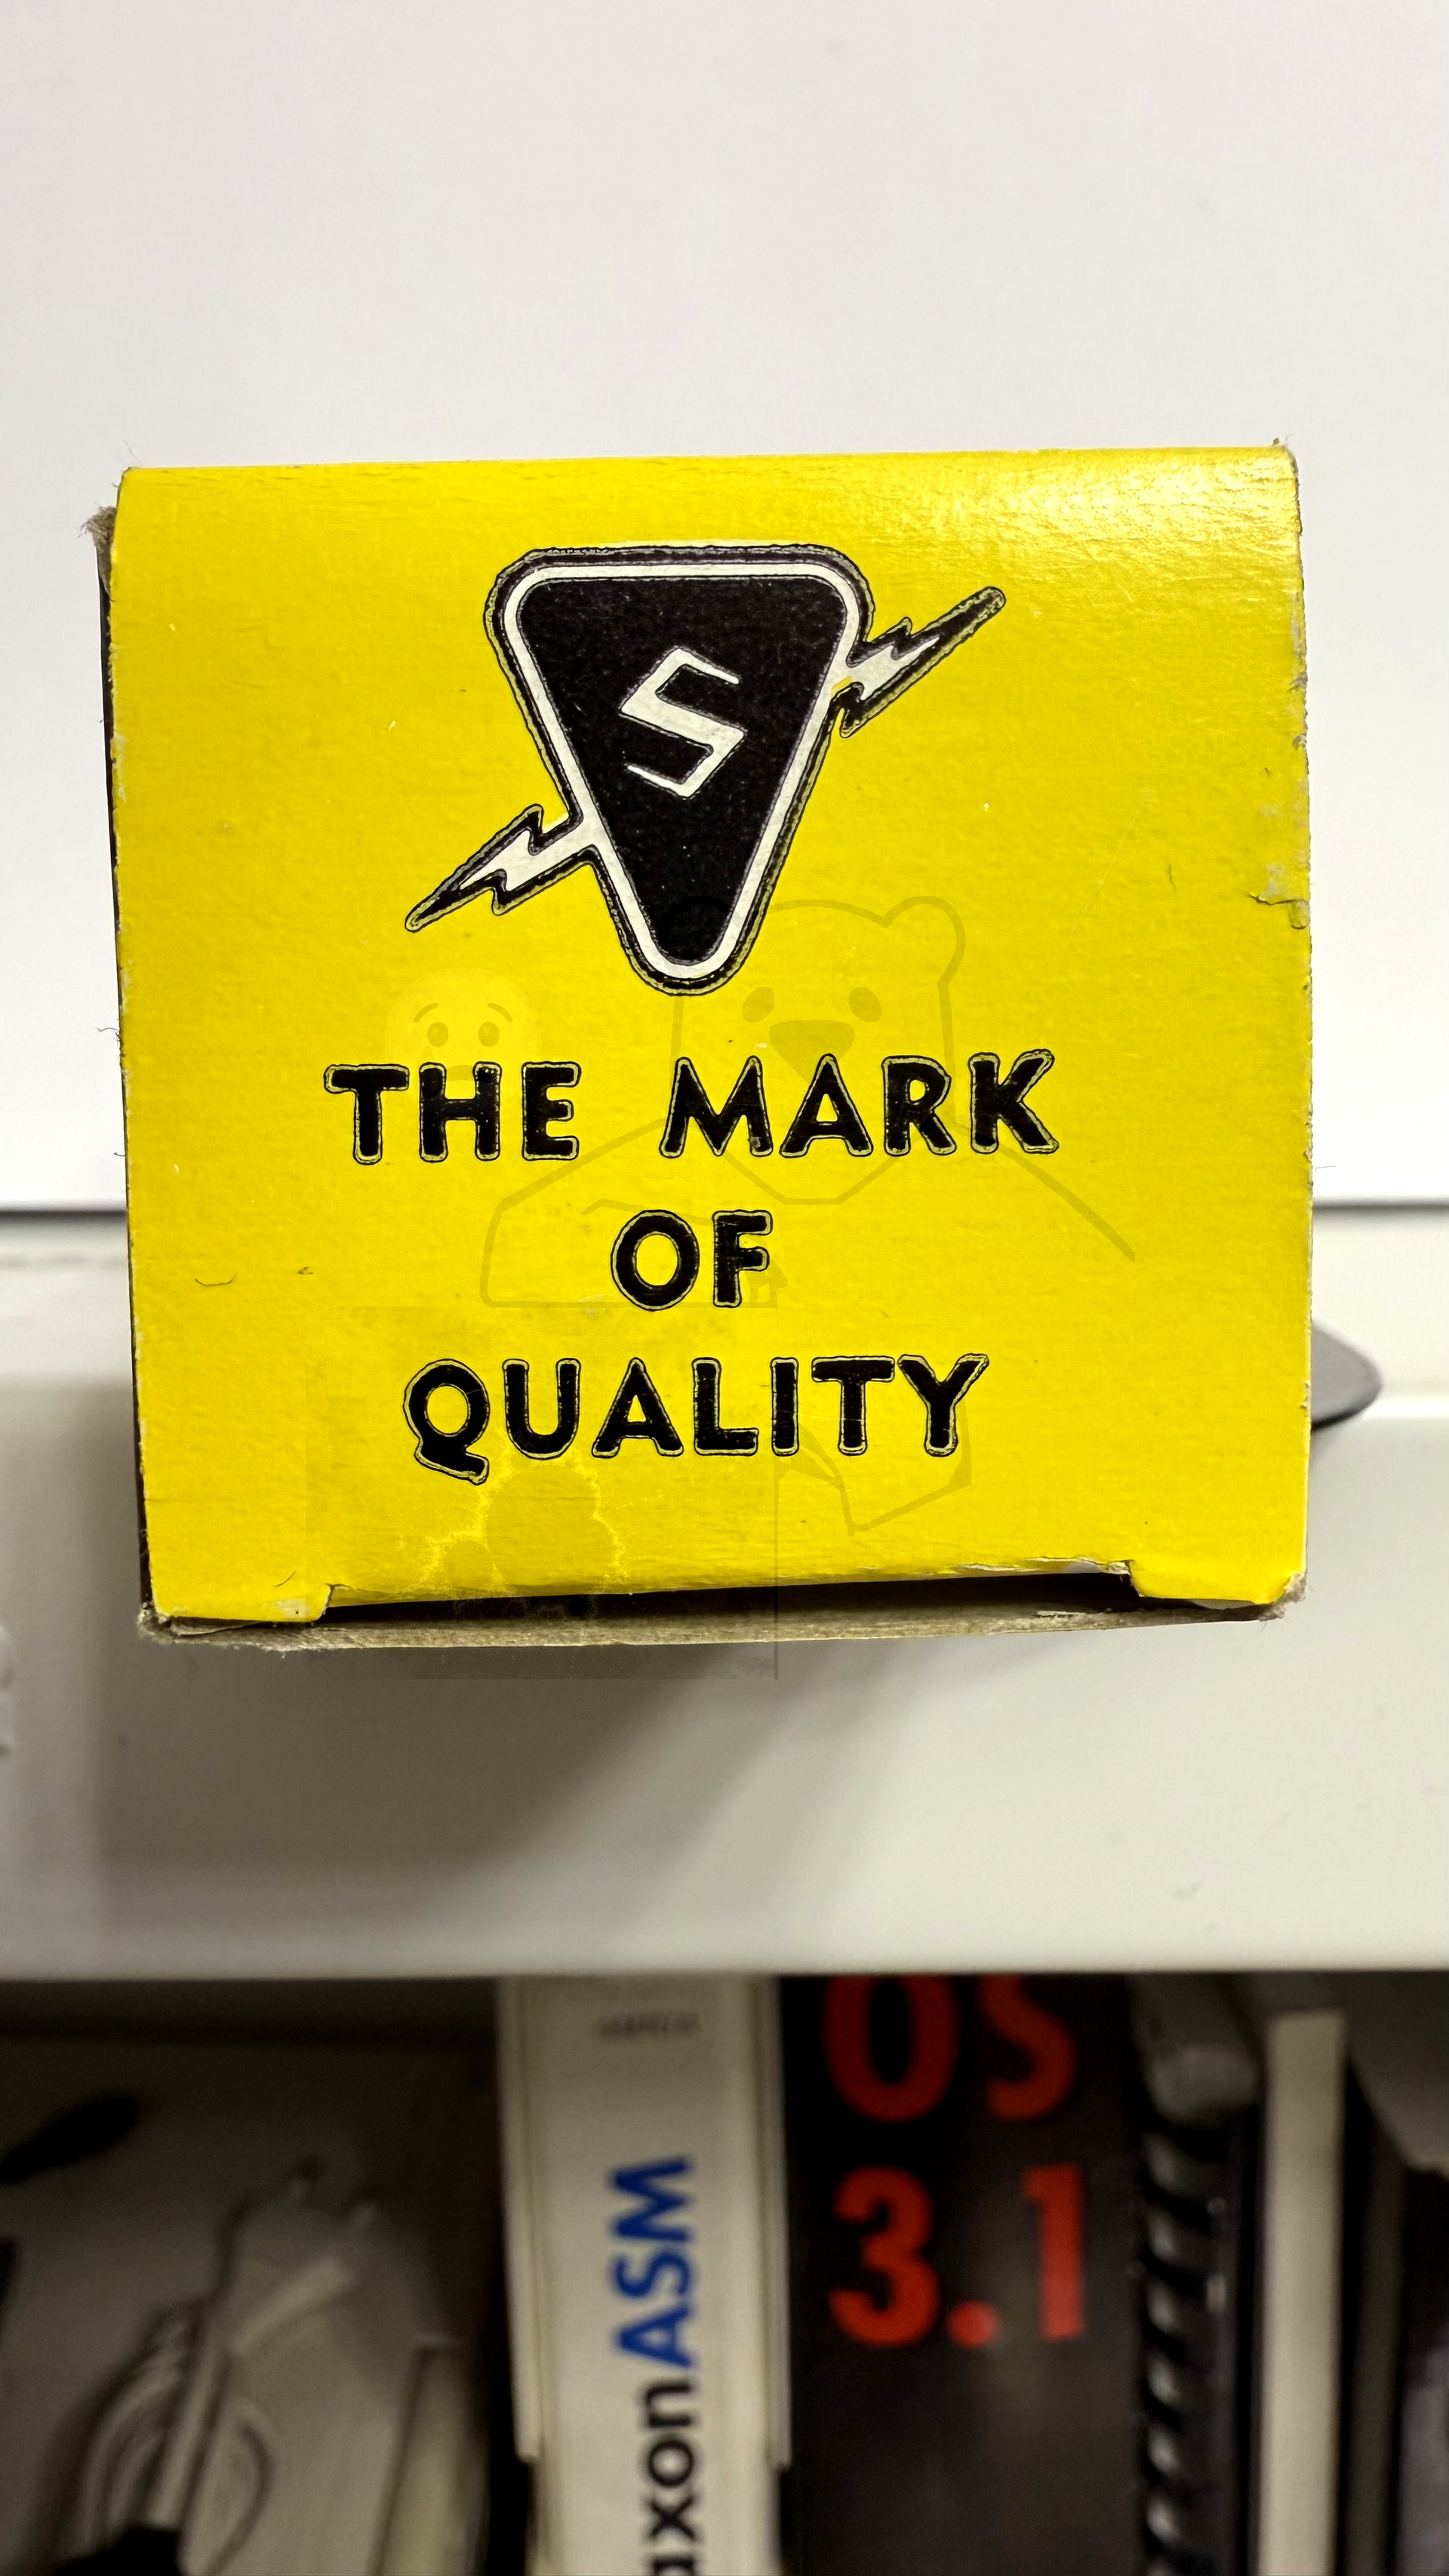 S
THE MARK
OF
QUALITY
OS
3.1
axonASM